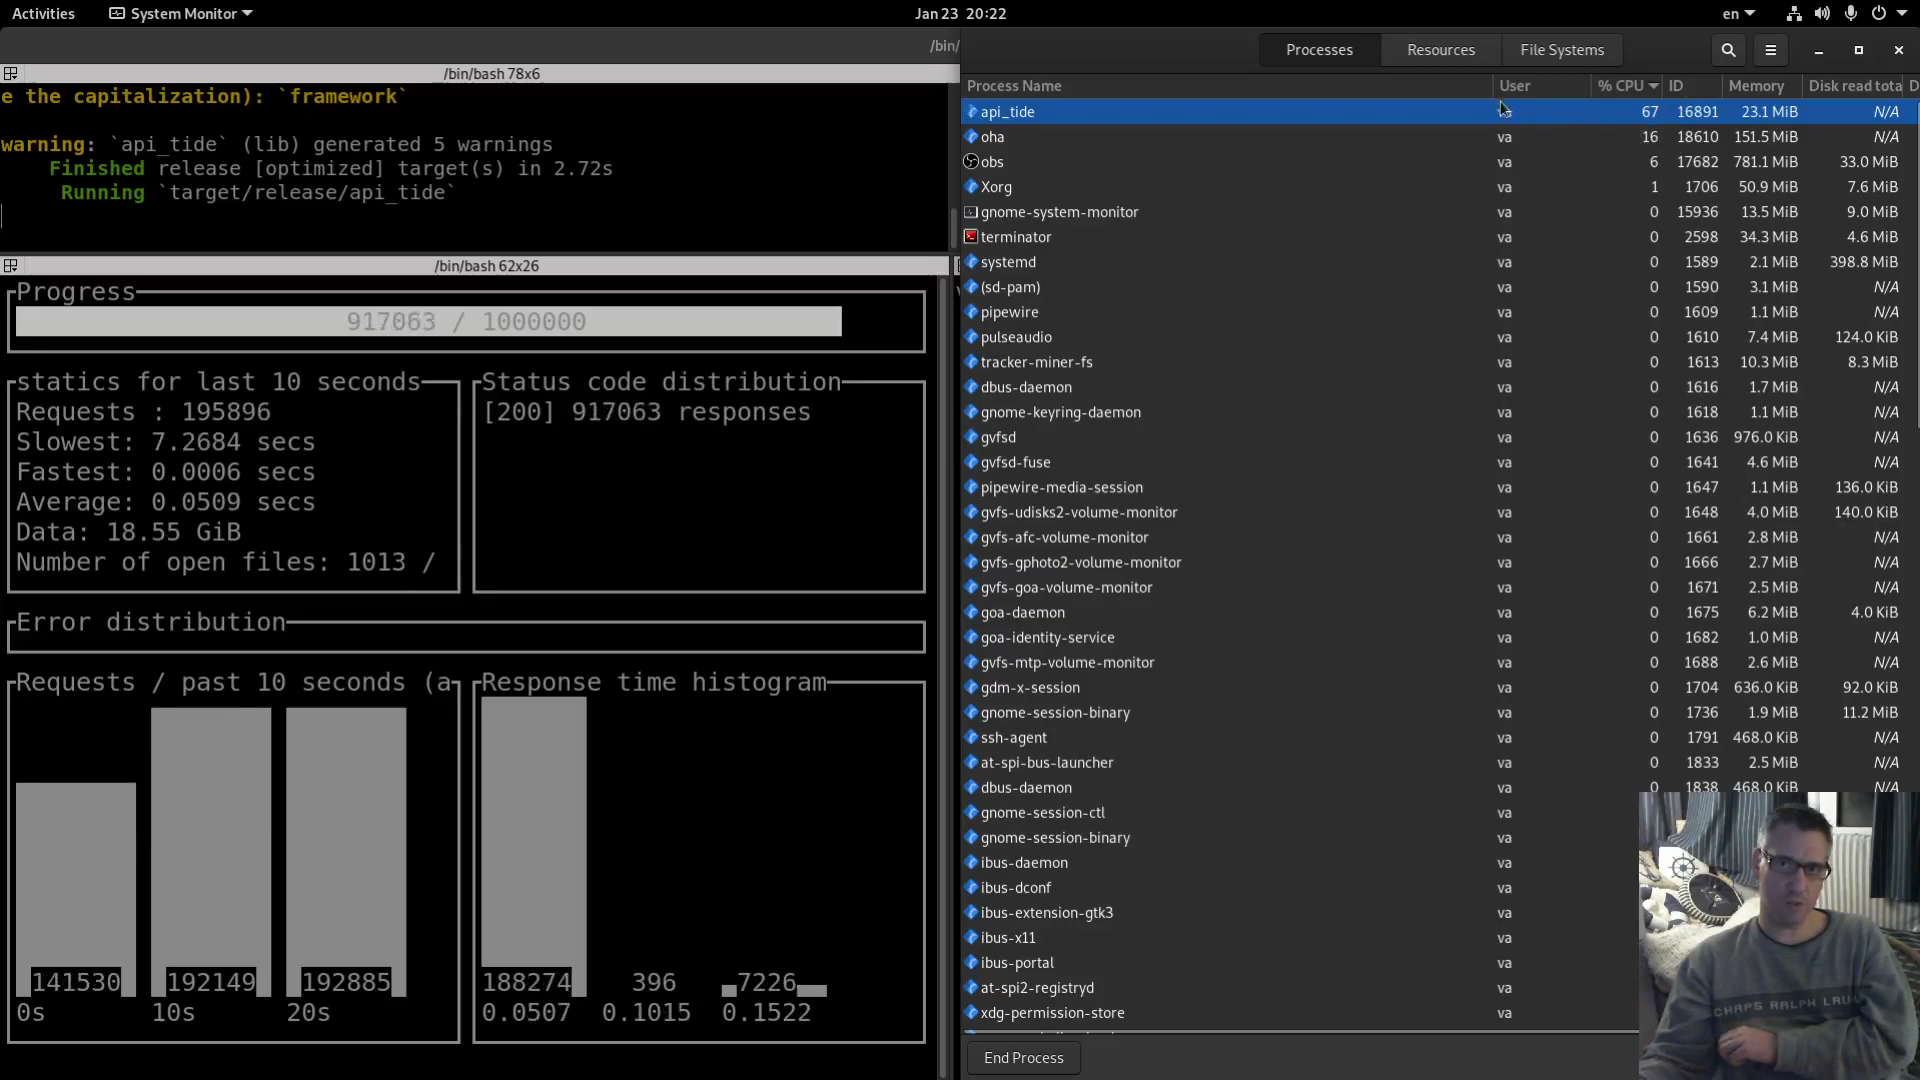 Activities System Monitor Jan 23 20:22 en
/bin/
/bin/bash 78x6
e the capitalization): `framework`
warning: `api_tide` (lib) generated 5 warnings
Finished release [optimized] target(s) in 2.72s
Running `target/release/api_tide`
/bin/bash 62x26
Progress
917063 / 1000000
statics for last 10 seconds
Requests : 195896
Slowest: 7.2684 secs
Fastest: 0.0006 secs
Average: 0.0509 secs
Data: 18.55 GiB
Number of open files: 1013 /
Status code distribution
[200] 917063 responses
Error distribution
Requests / past 10 seconds (a
141530 192149 192885
0s 10s 20s
Response time histogram
188274 396 7226
0.0507 0.1015 0.1522
Processes Resources File Systems
Process Name User % CPU ID Memory Disk read tota D
api_tide 67 16891 23.1 MiB N/A
oha va 16 18610 151.5 MiB N/A
obs va 6 17682 781.1 MiB 33.0 MiB
Xorg va 1 1706 50.9 MiB 7.6 MiB
gnome-system-monitor va 0 15936 13.5 MiB 9.0 MiB
terminator va 0 2598 34.3 MiB 4.6 MiB
systemd va 0 1589 2.1 MiB 398.8 MiB
(sd-pam) va 0 1590 3.1 MiB N/A
pipewire va 0 1609 1.1 MiB N/A
pulseaudio va 0 1610 7.4 MiB 124.0 KiB
tracker-miner-fs va 0 1613 10.3 MiB 8.3 MiB
dbus-daemon va 0 1616 1.7 MiB N/A
gnome-keyring-daemon va 0 1618 1.1 MiB N/A
gvfsd va 0 1636 976.0 KiB N/A
gvfsd-fuse va 0 1641 4.6 MiB N/A
pipewire-media-session va 0 1647 1.1 MiB 136.0 KiB
gvfs-udisks2-volume-monitor va 0 1648 4.0 MiB 140.0 KiB
gvfs-afc-volume-monitor va 0 1661 2.8 MiB N/A
gvfs-gphoto2-volume-monitor va 0 1666 2.7 MiB N/A
gvfs-goa-volume-monitor va 0 1671 2.5 MiB N/A
goa-daemon va 0 1675 6.2 MiB 4.0 KiB
goa-identity-service va 0 1682 1.0 MiB N/A
gvfs-mtp-volume-monitor va 0 1688 2.6 MiB N/A
gdm-x-session va 0 1704 636.0 KiB 92.0 KiB
gnome-session-binary va 0 1736 1.9 MiB 11.2 MiB
ssh-agent va 0 1791 468.0 KiB N/A
at-spi-bus-launcher va 0 1833 2.5 MiB N/A
dbus-daemon va 0 1838 468.0 KiB N/A
gnome-session-ctl va
gnome-session-binary va
ibus-daemon va
ibus-dconf va
ibus-extension-gtk3 va
ibus-x11 va
ibus-portal va
at-spi2-registryd va
xdg-permission-store va
End Process
CHAPS RALPH LAU